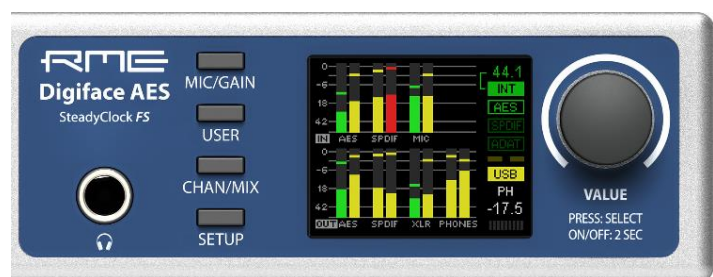 RME
Digiface AES
SteadyClock FS
MIC/GAIN
USER
CHAN/MIX
SETUP
0
-6
18
42
IN AES SPDIF MIC
0
-6
18
42
OUT AES SPDIF XLR PHONES
44.1
INT
AES
SPDIF
ADAT
USB
PH
-17.5
VALUE
PRESS: SELECT
ON/OFF: 2 SEC